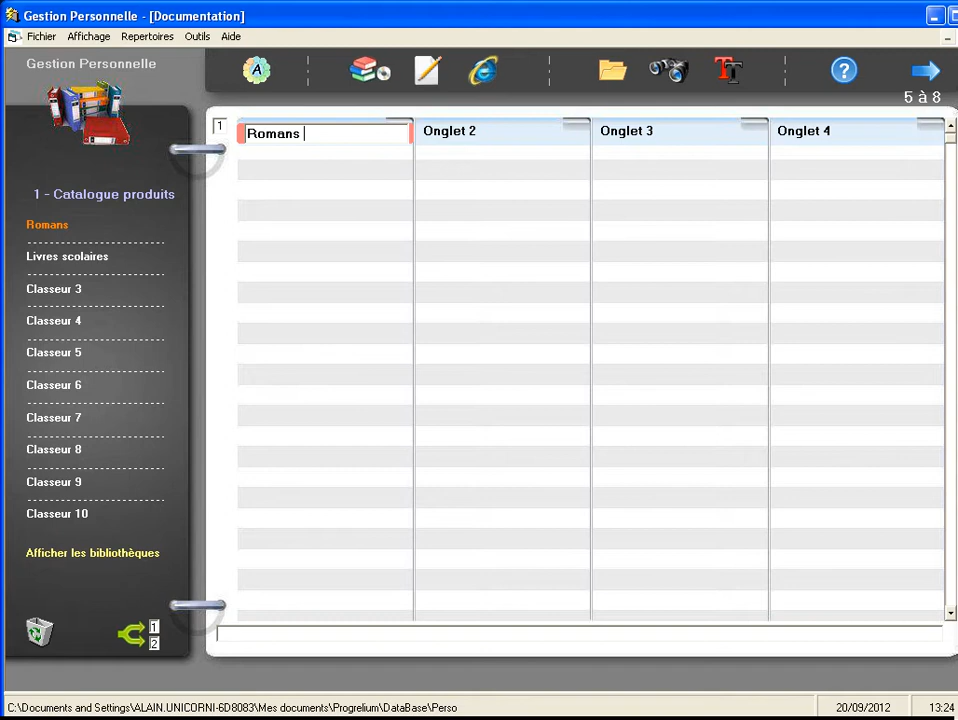 Gestion Personnelle - [Documentation]
Fichier Affichage Repertoires Outils Aide
Gestion Personnelle
A
TT
?
5 à 8
1
Romans
Onglet 2
Onglet 3
Onglet 4
1 - Catalogue produits
Romans
Livres scolaires
Classeur 3
Classeur 4
Classeur 5
Classeur 6
Classeur 7
Classeur 8
Classeur 9
Classeur 10
Afficher les bibliothèques
1
2
C:\Documents and Settings\ALAIN.UNICORNI-6D8083\Mes documents\Progrelium\DataBase\Perso
20/09/2012
13:24